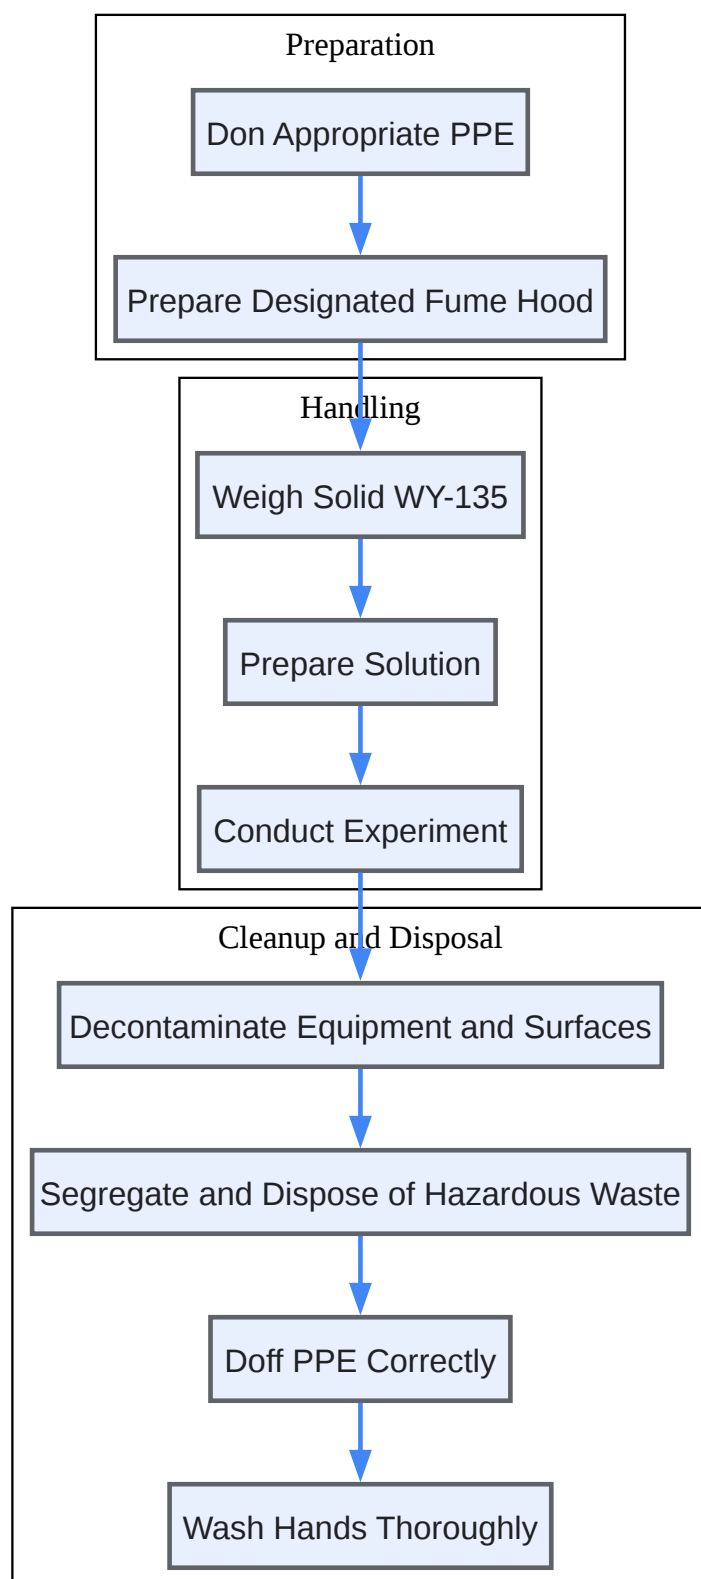 Preparation
Don Appropriate PPE
Prepare Designated Fume Hood
Handling
Weigh Solid WY-135
Prepare Solution
Conduct Experiment
Cleanup and Disposal
Decontaminate Equipment and Surfaces
Segregate and Dispose of Hazardous Waste
Doff PPE Correctly
Wash Hands Thoroughly